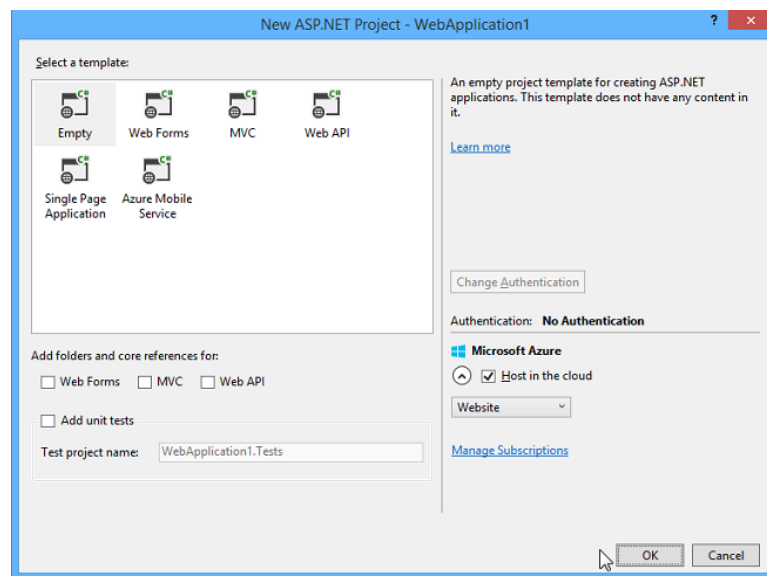 New ASP.NET Project - WebApplication1
?
Select a template:
Empty
Web Forms
MVC
Web API
Single Page
Application
Azure Mobile
Service
An empty project template for creating ASP.NET
applications. This template does not have any content in
it.
Learn more
Change Authentication
Authentication: No Authentication
Microsoft Azure
Host in the cloud
Website
Manage Subscriptions
Add folders and core references for:
Web Forms MVC Web API
Add unit tests
Test project name: WebApplication1.Tests
OK Cancel